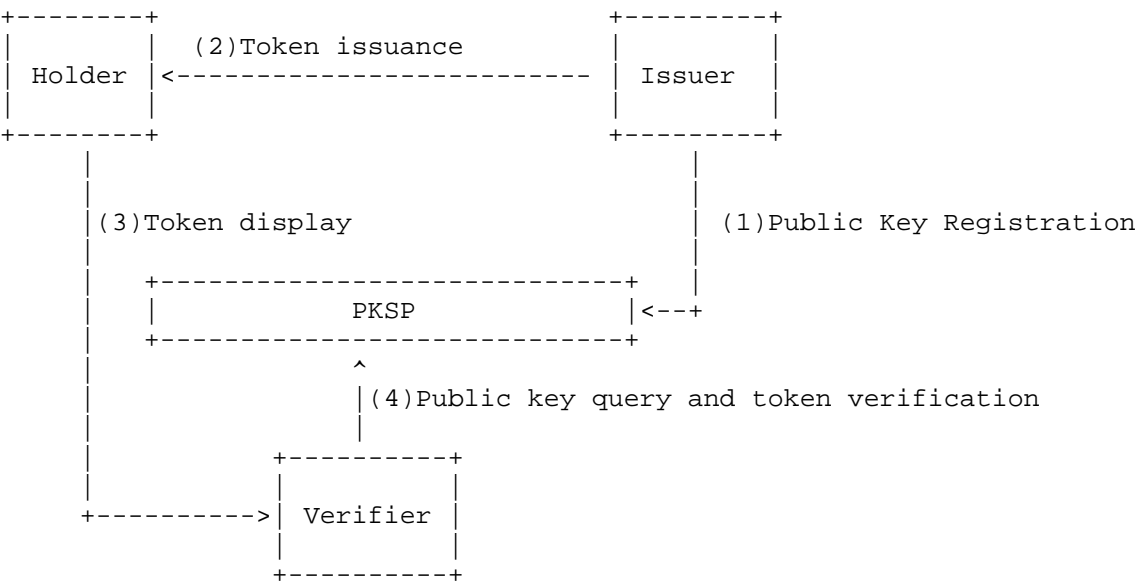 (2)Token issuance
Holder
Issuer
(3)Token display
(1)Public Key Registration
PKSP
(4)Public key query and token verification
Verifier